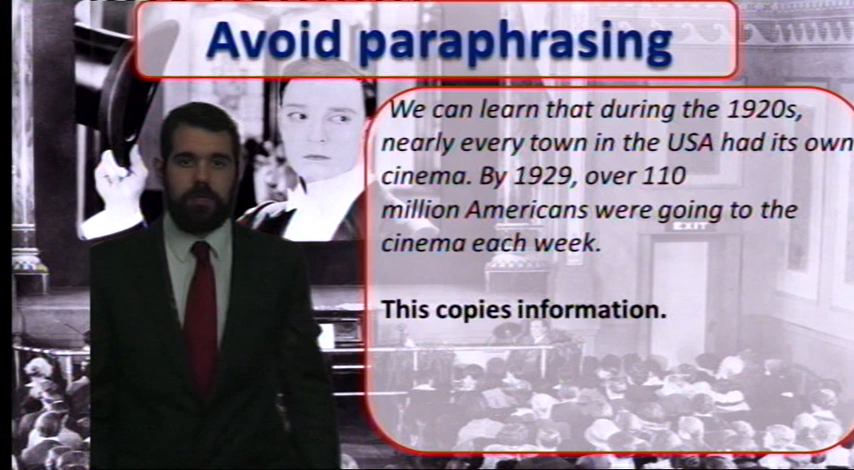 Avoid paraphrasing
We can learn that during the 1920s,
nearly every town in the USA had its own
cinema. By 1929, over 110
million Americans were going to the
cinema each week.
This copies information.
EXIT